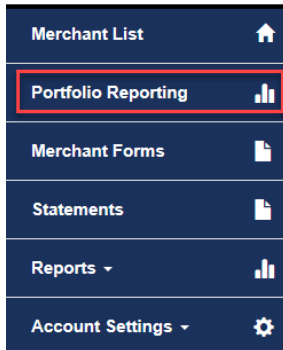 Merchant List
Portfolio Reporting
Merchant Forms
Statements
Reports
Account Settings